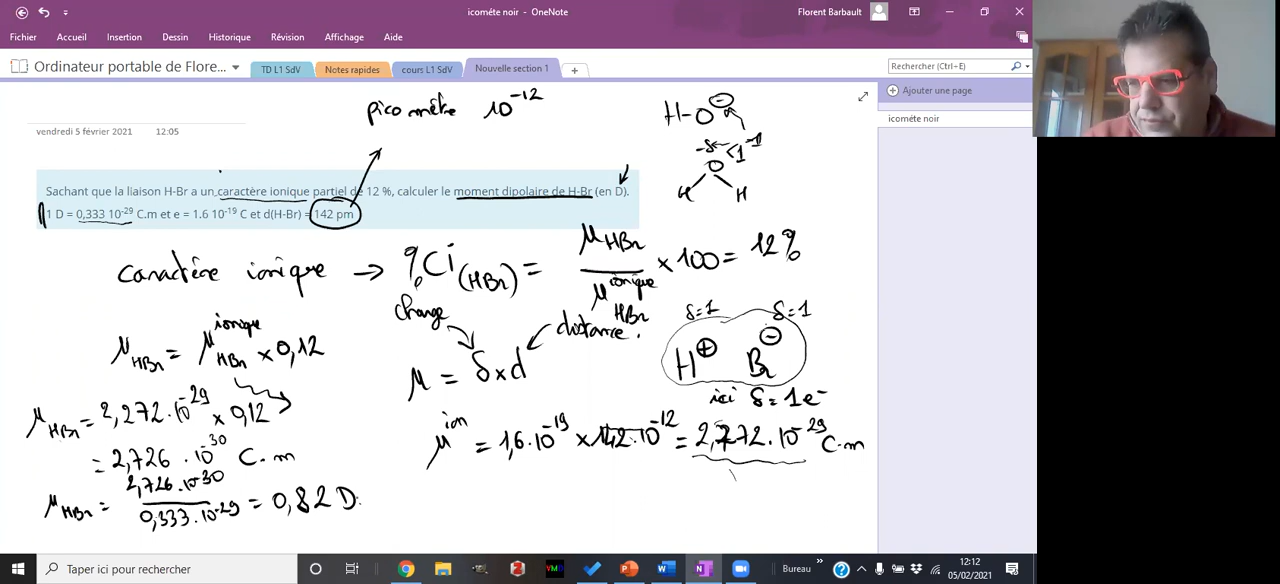 icométe noir - OneNote
Florent Barbault
Fichier Accueil Insertion Dessin Historique Révision Affichage Aide
Ordinateur portable de Flore... TD L1 SdV Notes rapides cours L1 SdV Nouvelle section 1 +
Rechercher (Ctrl+E)
Ajouter une page
icométe noir
vendredi 5 février 2021 12:05
pico mètre 10⁻¹²
H-O⊖
-δ < 1
O
H H
Sachant que la liaison H-Br a un caractère ionique partiel de 12 %, calculer le moment dipolaire de H-Br (en D).
1 D = 0,333 10⁻²⁹ C.m et e = 1.6 10⁻¹⁹ C et d(H-Br) = 142 pm
caractère ionique → %Ci (HBr) = μHBr / μ ionique HBr × 100 = 12%
charge distance.
δ=1 δ=1
H⊕ Br⊖
ici δ = 1e⁻
μ = δ × d
μ ion = 1,6.10⁻¹⁹ × 142.10⁻¹² = 2,272.10⁻²⁹ C.m
μHBr = μ ionique HBr × 0,12
μHBr = 2,272.10⁻²⁹ × 0,12
= 2,726 .10⁻³⁰ C.m
μHBr = 2,726.10⁻³⁰ / 0,333.10⁻²⁹ = 0,82 D
Taper ici pour rechercher
Bureau »
12:12
05/02/2021